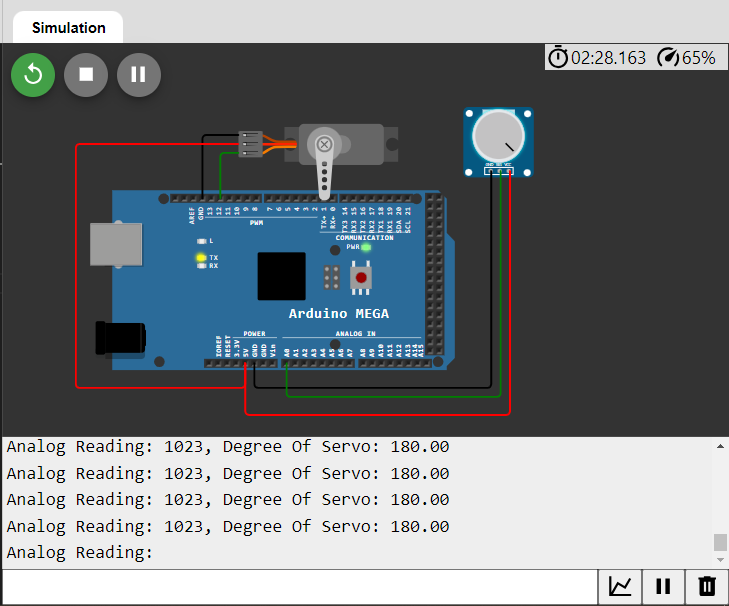 Simulation
02:28.163 65%
GND SIG VCC
AREF GND 13 12 11 10 9 8 7 6 5 4 3 2 TX→ 1 RX← 0 TX3 14 RX3 15 TX2 16 RX2 17 TX1 18 RX1 19 SDA 20 SCL 21
PWM
COMMUNICATION
L
PWR
TX
RX
Arduino MEGA
POWER ANALOG IN
IOREF RESET 3.3V 5V GND GND Vin A0 A1 A2 A3 A4 A5 A6 A7 A8 A9 A10 A11 A12 A13 A14 A15
Analog Reading: 1023, Degree Of Servo: 180.00
Analog Reading: 1023, Degree Of Servo: 180.00
Analog Reading: 1023, Degree Of Servo: 180.00
Analog Reading: 1023, Degree Of Servo: 180.00
Analog Reading: